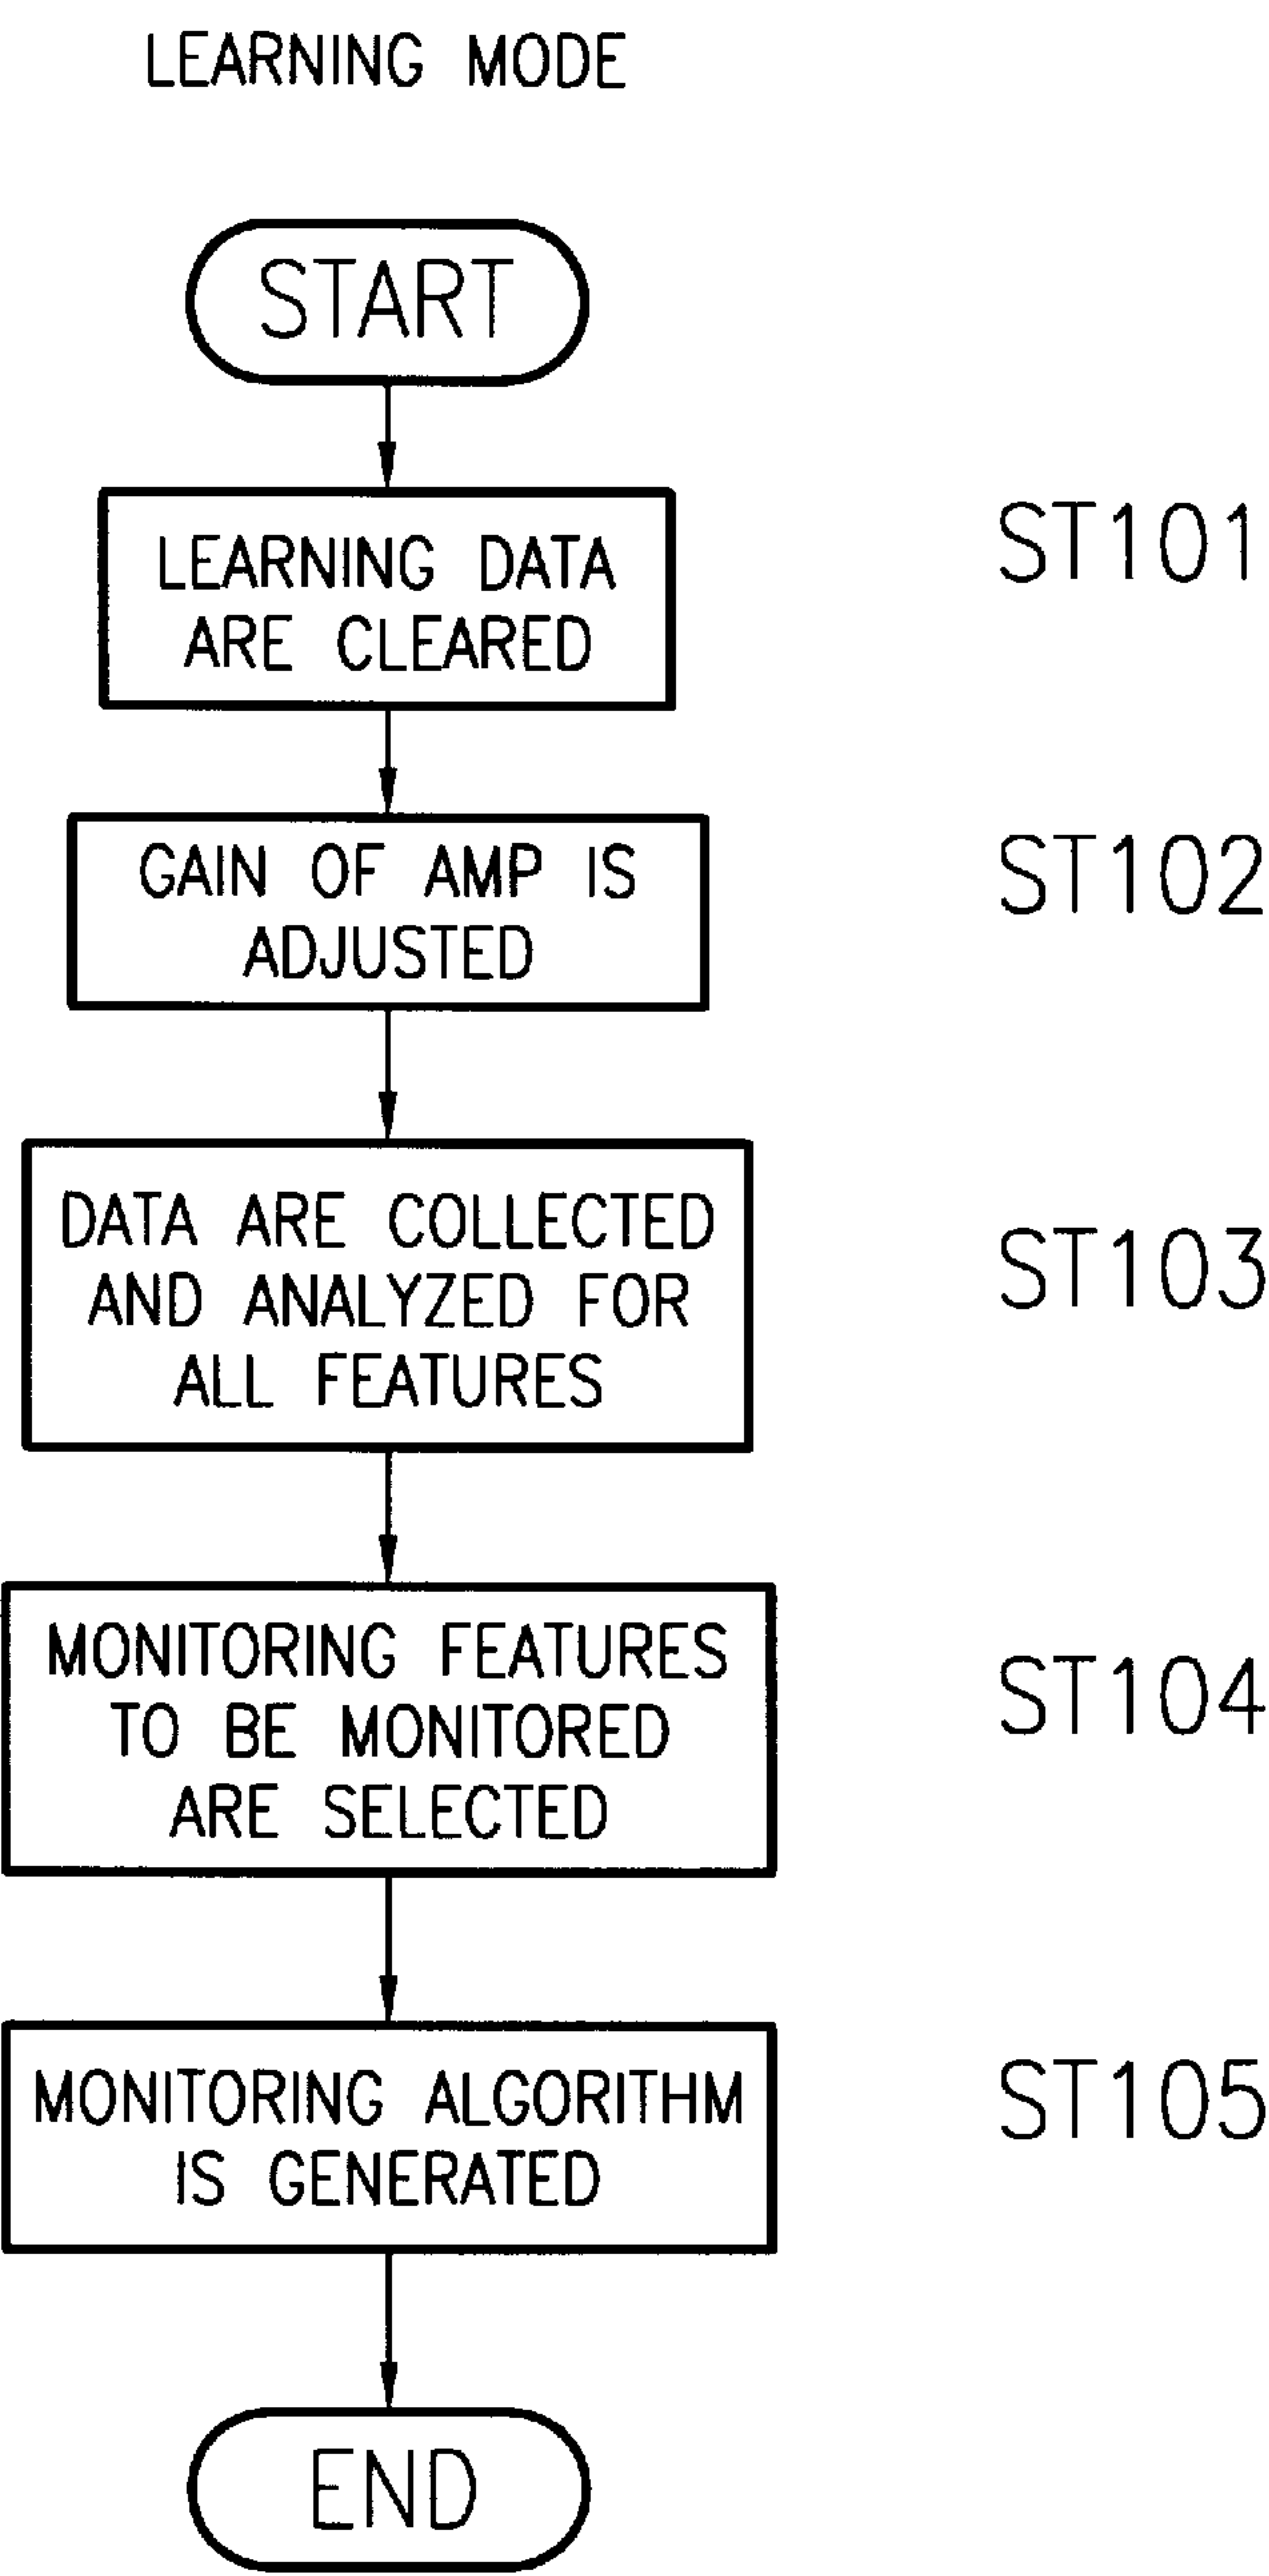 LEARNING MODE
START
LEARNING DATA
ARE CLEARED
ST101
GAIN OF AMP IS
ADJUSTED
ST102
DATA ARE COLLECTED
AND ANALYZED FOR
ALL FEATURES
ST103
MONITORING FEATURES
TO BE MONITORED
ARE SELECTED
ST104
MONITORING ALGORITHM
IS GENERATED
ST105
END